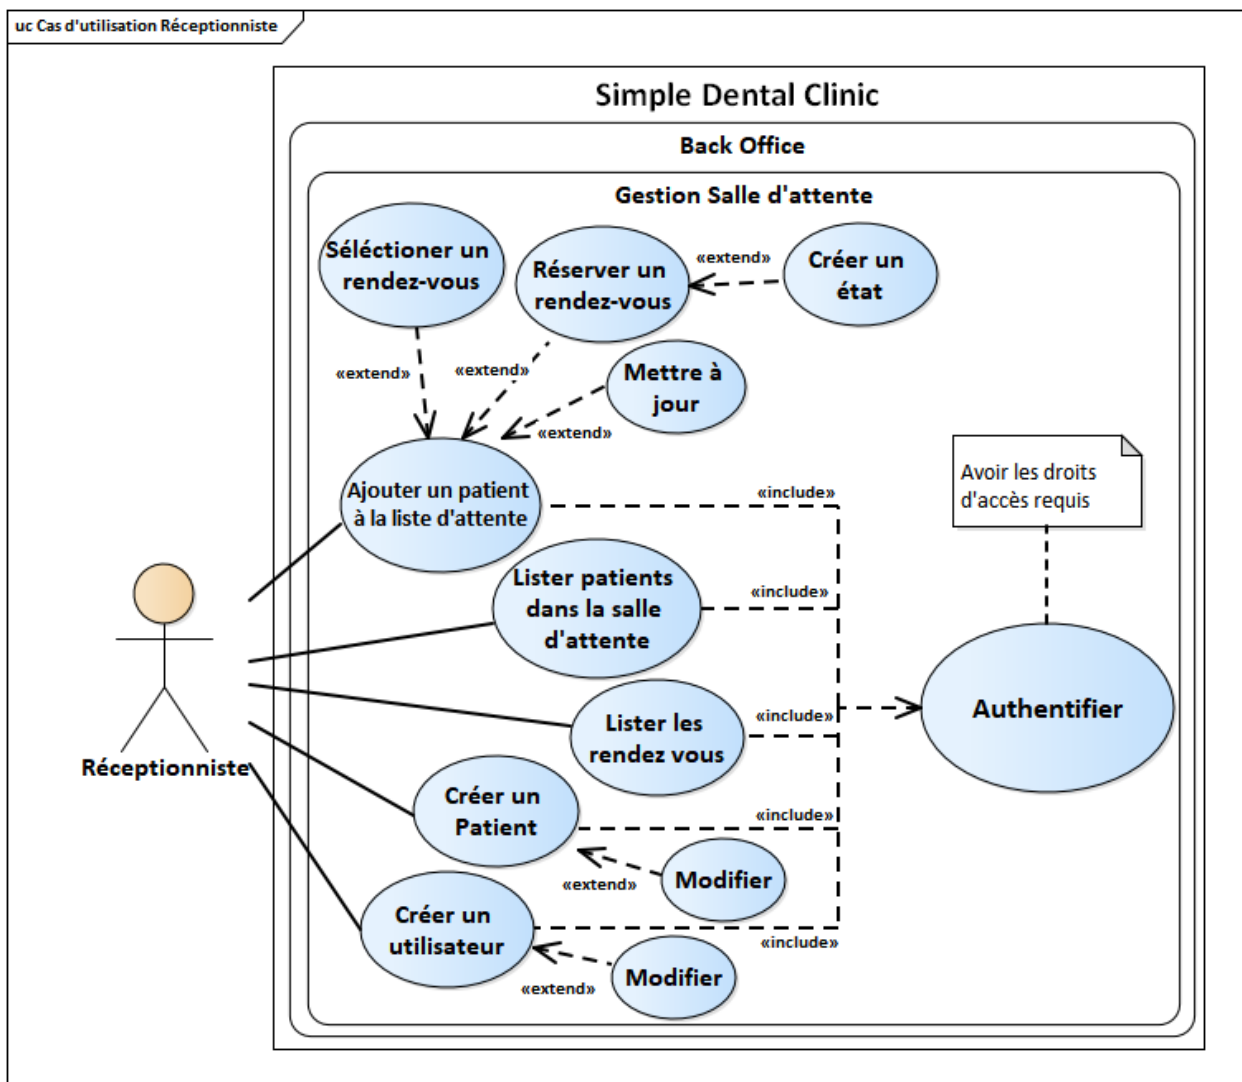 uc Cas d'utilisation Réceptionniste
Simple Dental Clinic
Back Office
Gestion Salle d'attente
Séléctioner un
rendez-vous
Réserver un
rendez-vous
«extend»
Créer un
état
«extend»
«extend»
Mettre à
jour
«extend»
Ajouter un patient
à la liste d'attente
«include»
Avoir les droits
d'accès requis
Lister patients
dans la salle
d'attente
«include»
Réceptionniste
Lister les
rendez vous
«include»
Authentifier
Créer un
Patient
«include»
«extend»
Modifier
Créer un
utilisateur
«include»
«extend»
Modifier